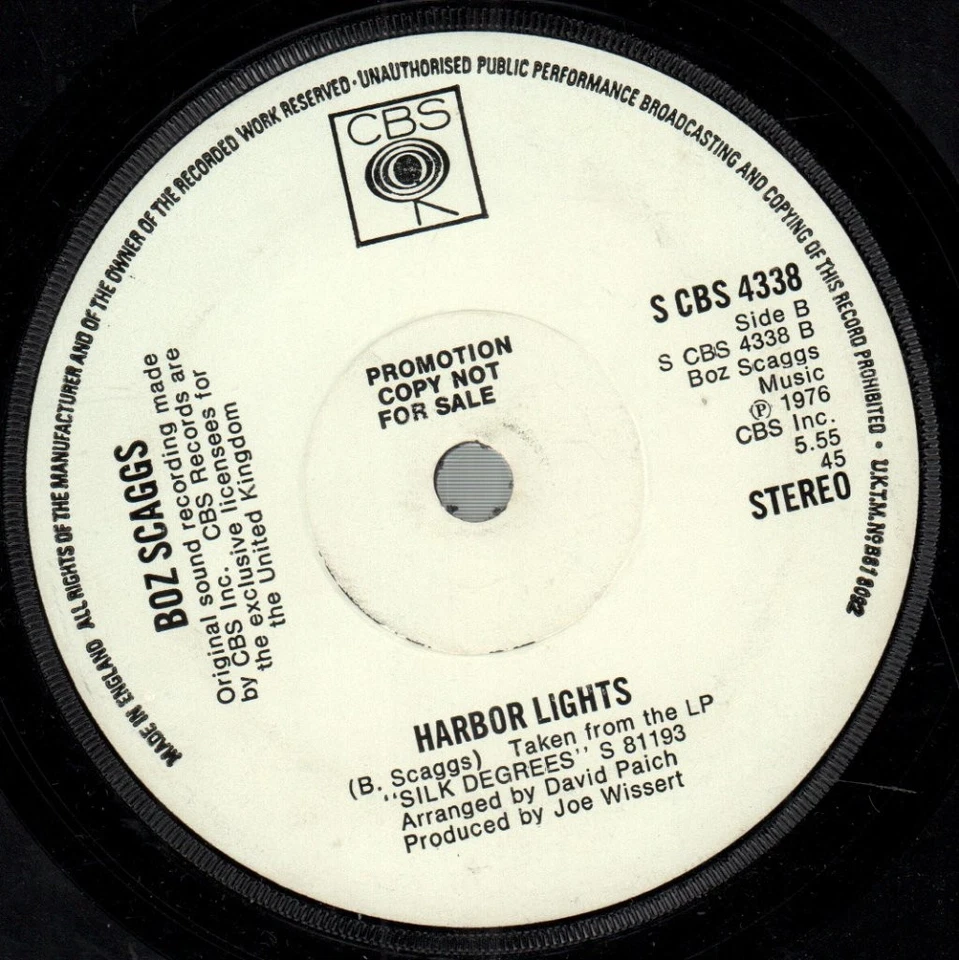 MADE IN ENGLAND ALL RIGHTS OF THE MANUFACTURER AND OF THE OWNER OF THE RECORDED WORK RESERVED · UNAUTHORISED PUBLIC PERFORMANCE BROADCASTING AND COPYING OF THIS RECORD PROHIBITED · U.K.T.M. Nº 861 8092
CBS
PROMOTION
COPY NOT
FOR SALE
S CBS 4338
Side B
S CBS 4338 B
Boz Scaggs
Music
℗ 1976
CBS Inc.
5.55
45
STEREO
BOZ SCAGGS
Original sound recording made
by CBS Inc. CBS Records are
the exclusive licensees for
the United Kingdom
HARBOR LIGHTS
(B. Scaggs) Taken from the LP
"SILK DEGREES" S 81193
Arranged by David Paich
Produced by Joe Wissert